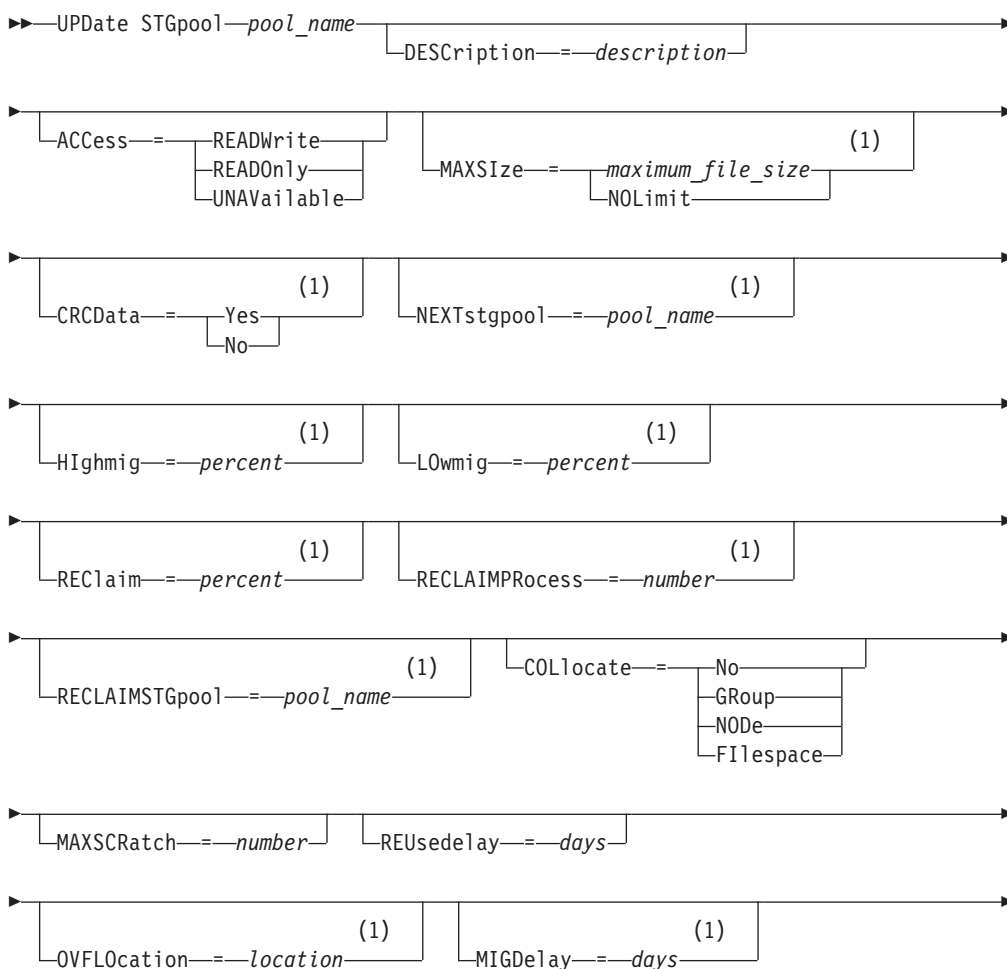 UPDate STGpool pool_name
DESCription = description
ACCess = READWrite
READOnly
UNAVailable
MAXSIze = maximum_file_size (1)
NOLimit
CRCData = Yes (1)
No
NEXTstgpool = pool_name (1)
HIghmig = percent (1)
LOwmig = percent (1)
REClaim = percent (1)
RECLAIMPRocess = number (1)
RECLAIMSTGpool = pool_name (1)
COLlocate = No
GRoup
NODe
FIlespace
MAXSCRatch = number
REUsedelay = days
OVFLOcation = location (1)
MIGDelay = days (1)